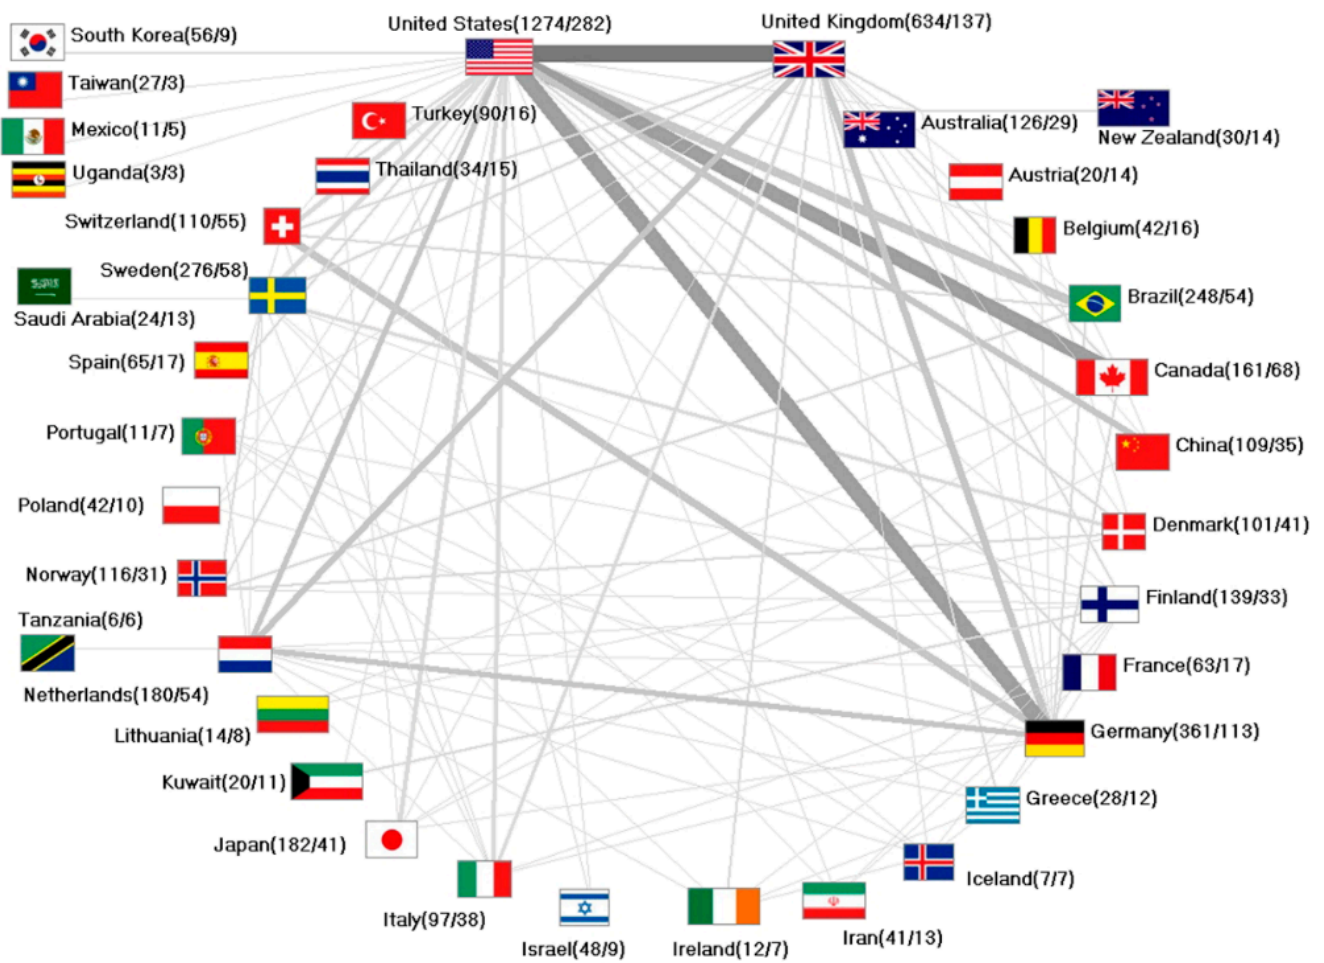 United States(1274/282)
United Kingdom(634/137)
South Korea(56/9)
Taiwan(27/3)
Mexico(11/5)
Uganda(3/3)
Turkey(90/16)
Thailand(34/15)
Switzerland(110/55)
Sweden(276/58)
Saudi Arabia(24/13)
Spain(65/17)
Portugal(11/7)
Poland(42/10)
Norway(116/31)
Tanzania(6/6)
Netherlands(180/54)
Lithuania(14/8)
Kuwait(20/11)
Japan(182/41)
Italy(97/38)
Israel(48/9)
Ireland(12/7)
Iran(41/13)
Iceland(7/7)
Greece(28/12)
Germany(361/113)
France(63/17)
Finland(139/33)
Denmark(101/41)
China(109/35)
Canada(161/68)
Brazil(248/54)
Belgium(42/16)
Austria(20/14)
Australia(126/29)
New Zealand(30/14)